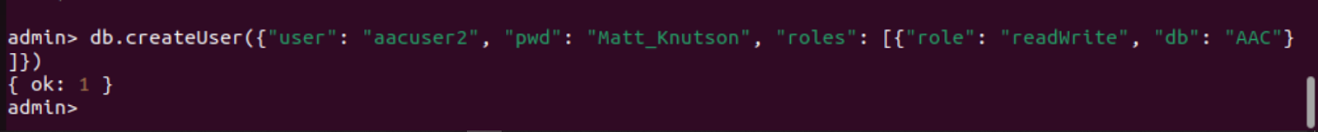 admin> db.createUser({"user": "aacuser2", "pwd": "Matt_Knutson", "roles": [{"role": "readWrite", "db": "AAC"}
]})
{ ok: 1 }
admin>